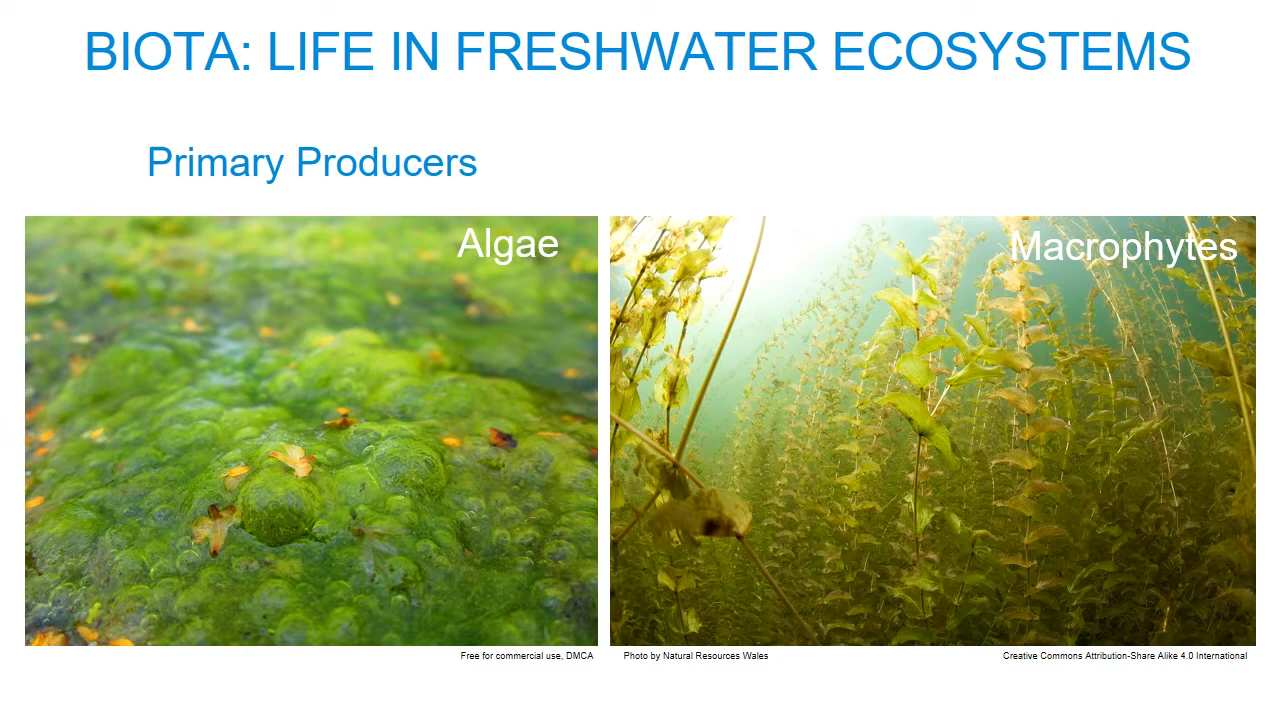 BIOTA: LIFE IN FRESHWATER ECOSYSTEMS
Primary Producers
Algae
Macrophytes
Free for commercial use, DMCA
Photo by Natural Resources Wales
Creative Commons Attribution-Share Alike 4.0 International